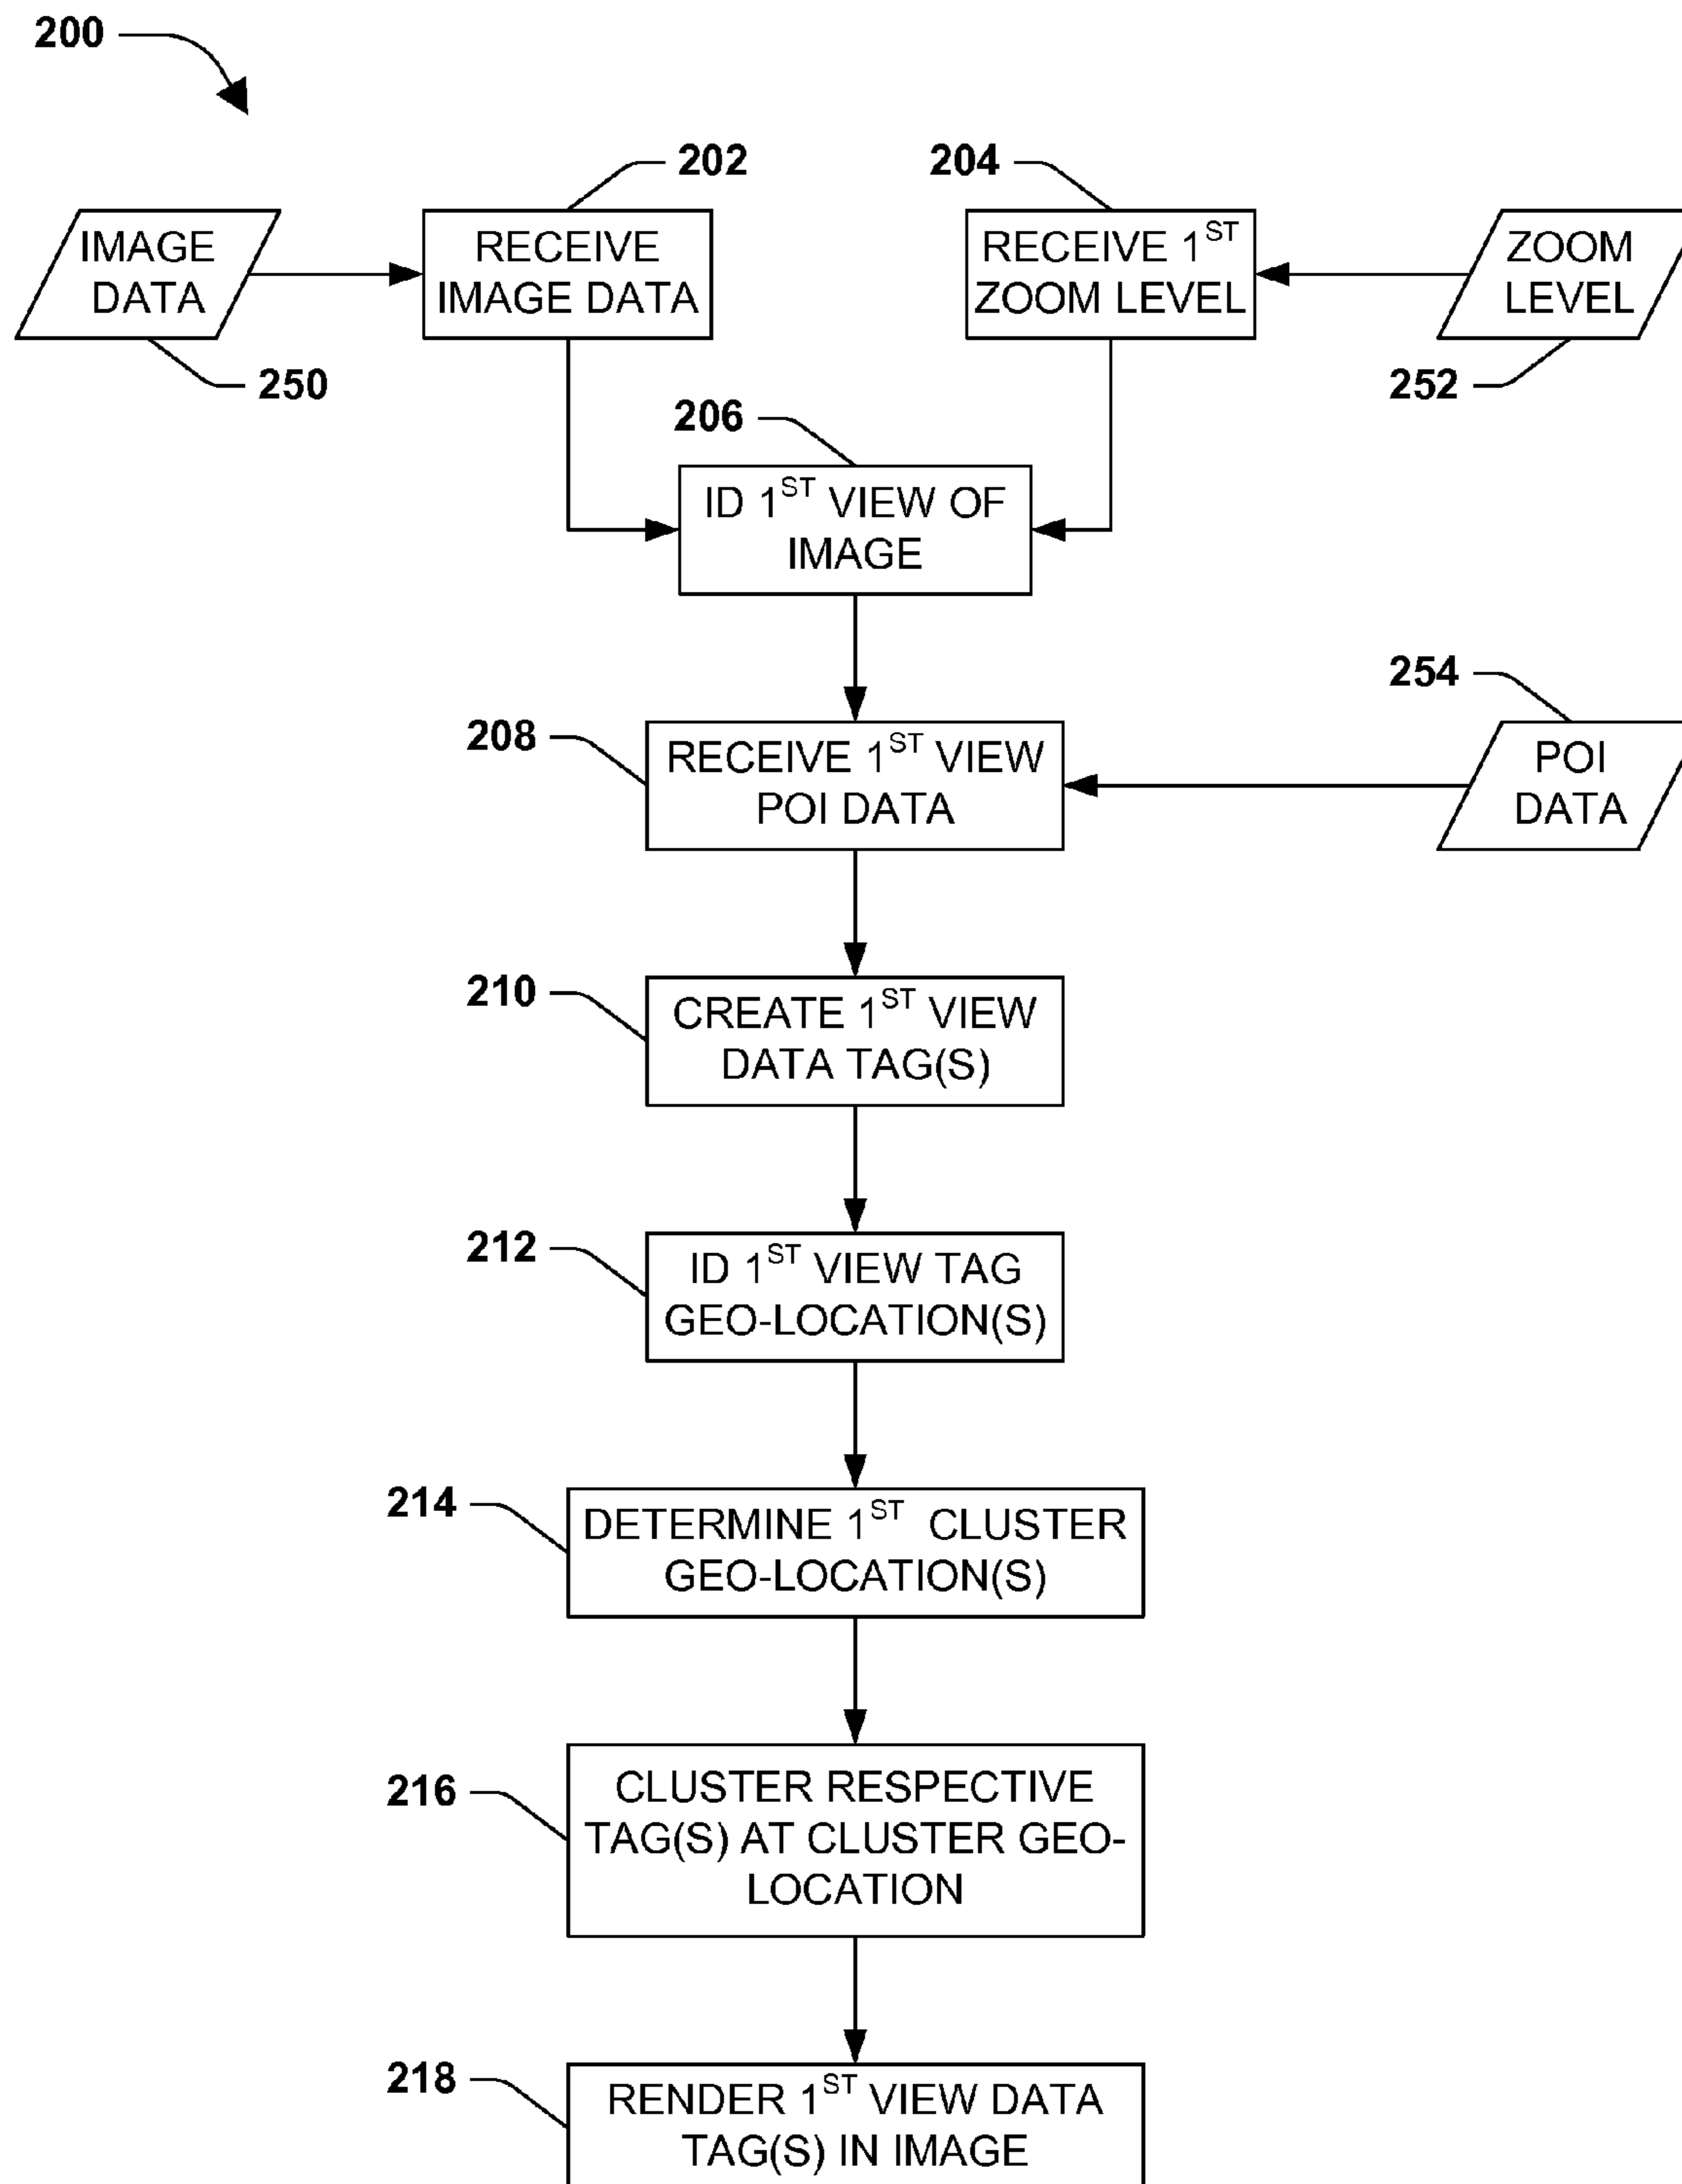 200
202
204
IMAGE
DATA
RECEIVE
IMAGE DATA
RECEIVE 1ST
ZOOM LEVEL
ZOOM
LEVEL
250
252
206
ID 1ST VIEW OF
IMAGE
254
208
RECEIVE 1ST VIEW
POI DATA
POI
DATA
210
CREATE 1ST VIEW
DATA TAG(S)
212
ID 1ST VIEW TAG
GEO-LOCATION(S)
214
DETERMINE 1ST CLUSTER
GEO-LOCATION(S)
216
CLUSTER RESPECTIVE
TAG(S) AT CLUSTER GEO-
LOCATION
218
RENDER 1ST VIEW DATA
TAG(S) IN IMAGE